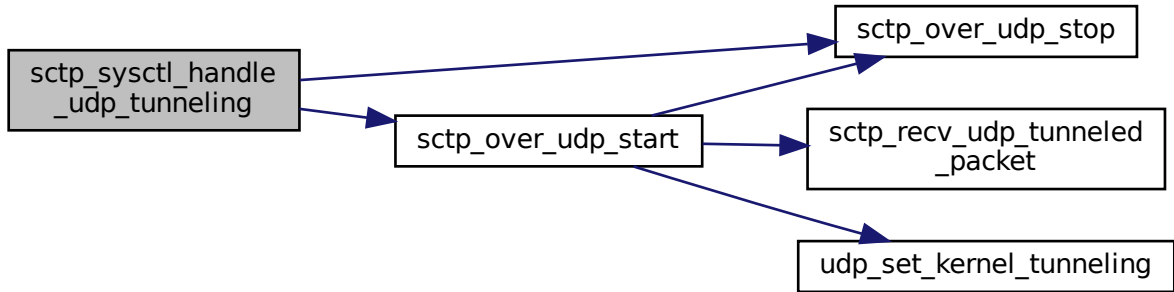 sctp_sysctl_handle
_udp_tunneling
sctp_over_udp_start
sctp_over_udp_stop
sctp_recv_udp_tunneled
_packet
udp_set_kernel_tunneling